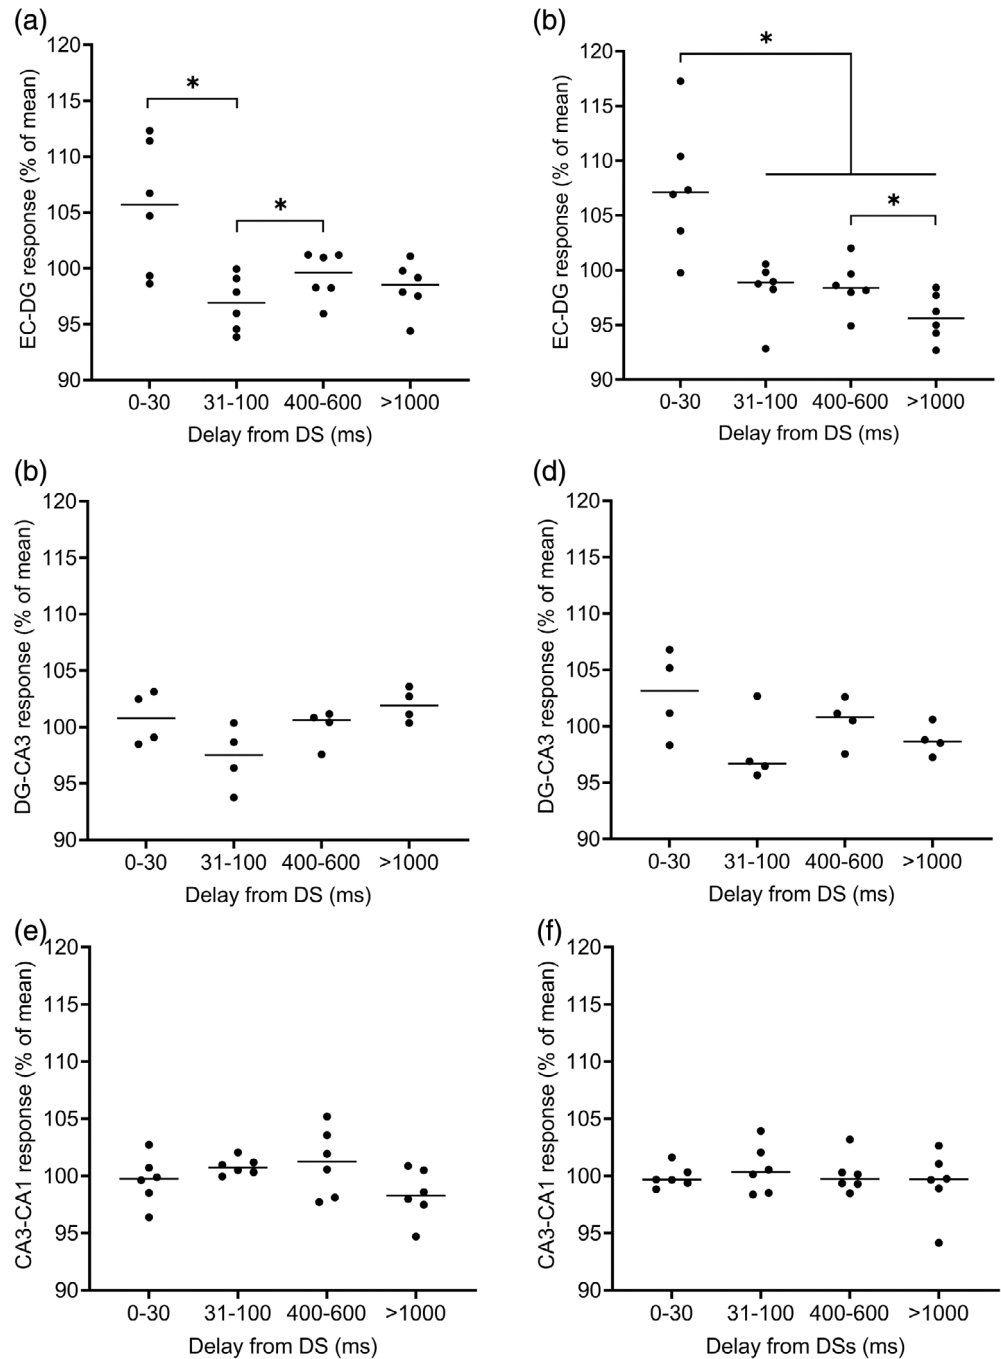 (a)
120
115
110
105
100
95
90
EC-DG response (% of mean)
*
*
0-30 31-100 400-600 >1000
Delay from DS (ms)
(b)
120
115
110
105
100
95
90
EC-DG response (% of mean)
*
*
0-30 31-100 400-600 >1000
Delay from DS (ms)
(b)
120
115
110
105
100
95
90
DG-CA3 response (% of mean)
0-30 31-100 400-600 >1000
Delay from DS (ms)
(d)
120
115
110
105
100
95
90
DG-CA3 response (% of mean)
0-30 31-100 400-600 >1000
Delay from DS (ms)
(e)
120
115
110
105
100
95
90
CA3-CA1 response (% of mean)
0-30 31-100 400-600 >1000
Delay from DS (ms)
(f)
120
115
110
105
100
95
90
CA3-CA1 response (% of mean)
0-30 31-100 400-600 >1000
Delay from DSs (ms)